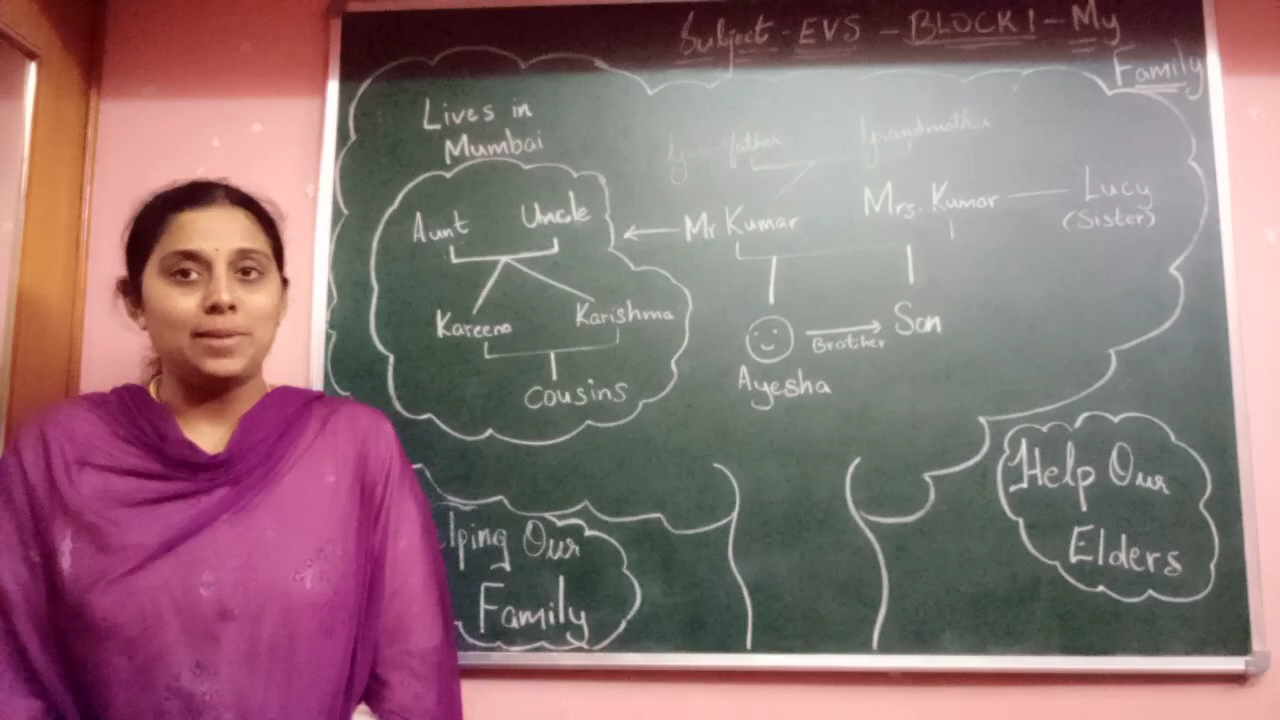 Subject - EVS - BLOCK 1 - My
Family
Lives in
Mumbai
Grandfather Grandmother
Aunt Uncle
Mr Kumar Mrs. Kumar Lucy
(Sister)
Kareena Karishma
Brother Son
cousins
Ayesha
Help Our
Elders
lping Our
Family